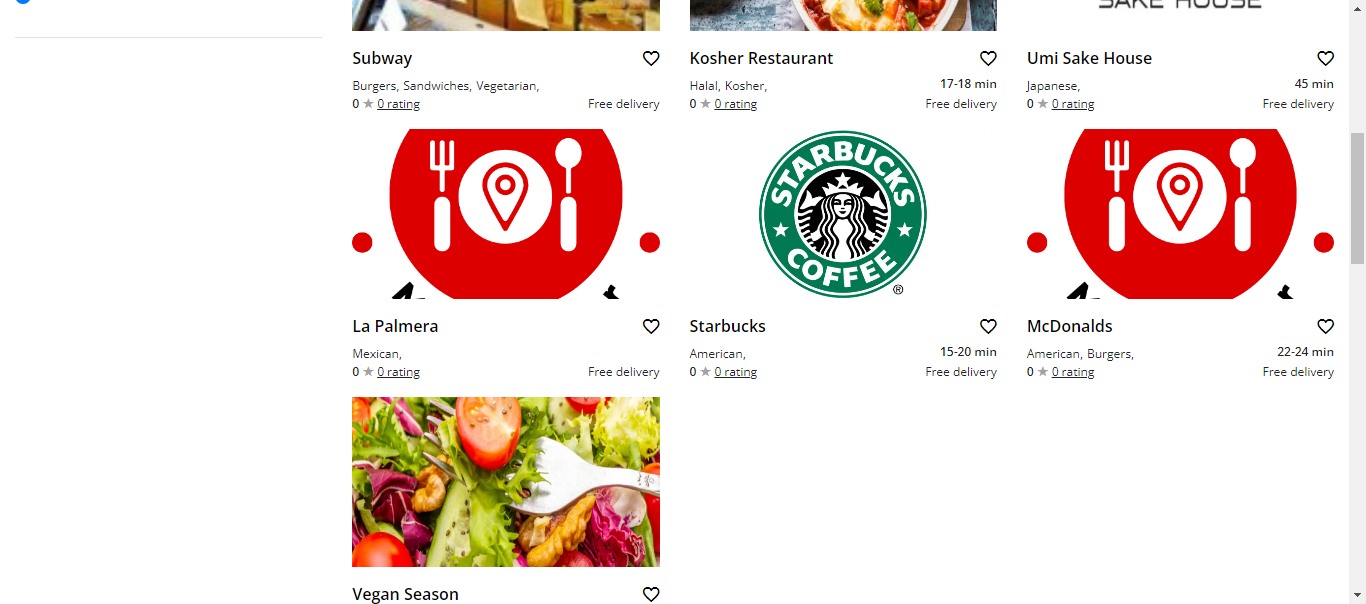 SAKE HOUSE
Subway
Burgers, Sandwiches, Vegetarian,
0 ★ 0 rating
Free delivery
Kosher Restaurant
Halal, Kosher,
17-18 min
0 ★ 0 rating
Free delivery
Umi Sake House
Japanese,
45 min
0 ★ 0 rating
Free delivery
STARBUCKS
COFFEE
®
La Palmera
Mexican,
0 ★ 0 rating
Free delivery
Starbucks
American,
15-20 min
0 ★ 0 rating
Free delivery
McDonalds
American, Burgers,
22-24 min
0 ★ 0 rating
Free delivery
Vegan Season